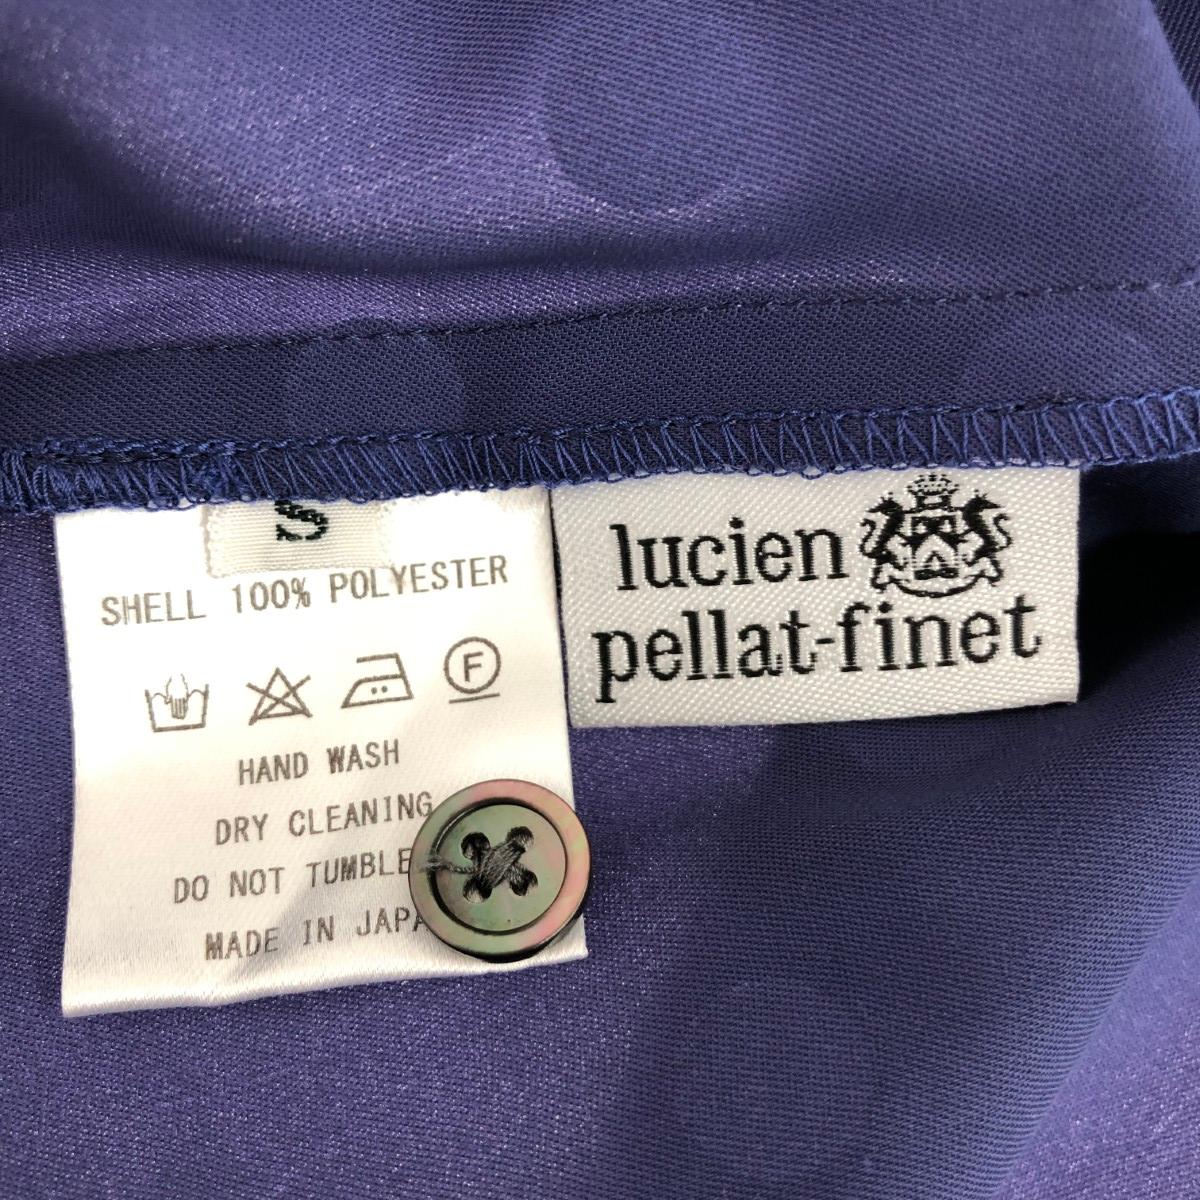 S
SHELL 100% POLYESTER
F
HAND WASH
DRY CLEANING
DO NOT TUMBLE
MADE IN JAPA
lucien
pellat-finet